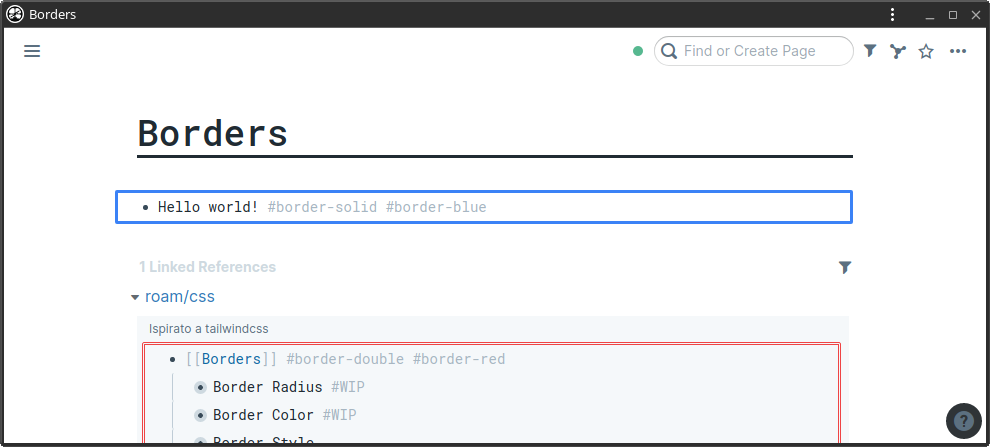 Borders
Find or Create Page
Borders
Hello world! #border-solid #border-blue
1 Linked References
roam/css
Ispirato a tailwindcss
[[Borders]] #border-double #border-red
Border Radius #WIP
Border Color #WIP
Border Style
?